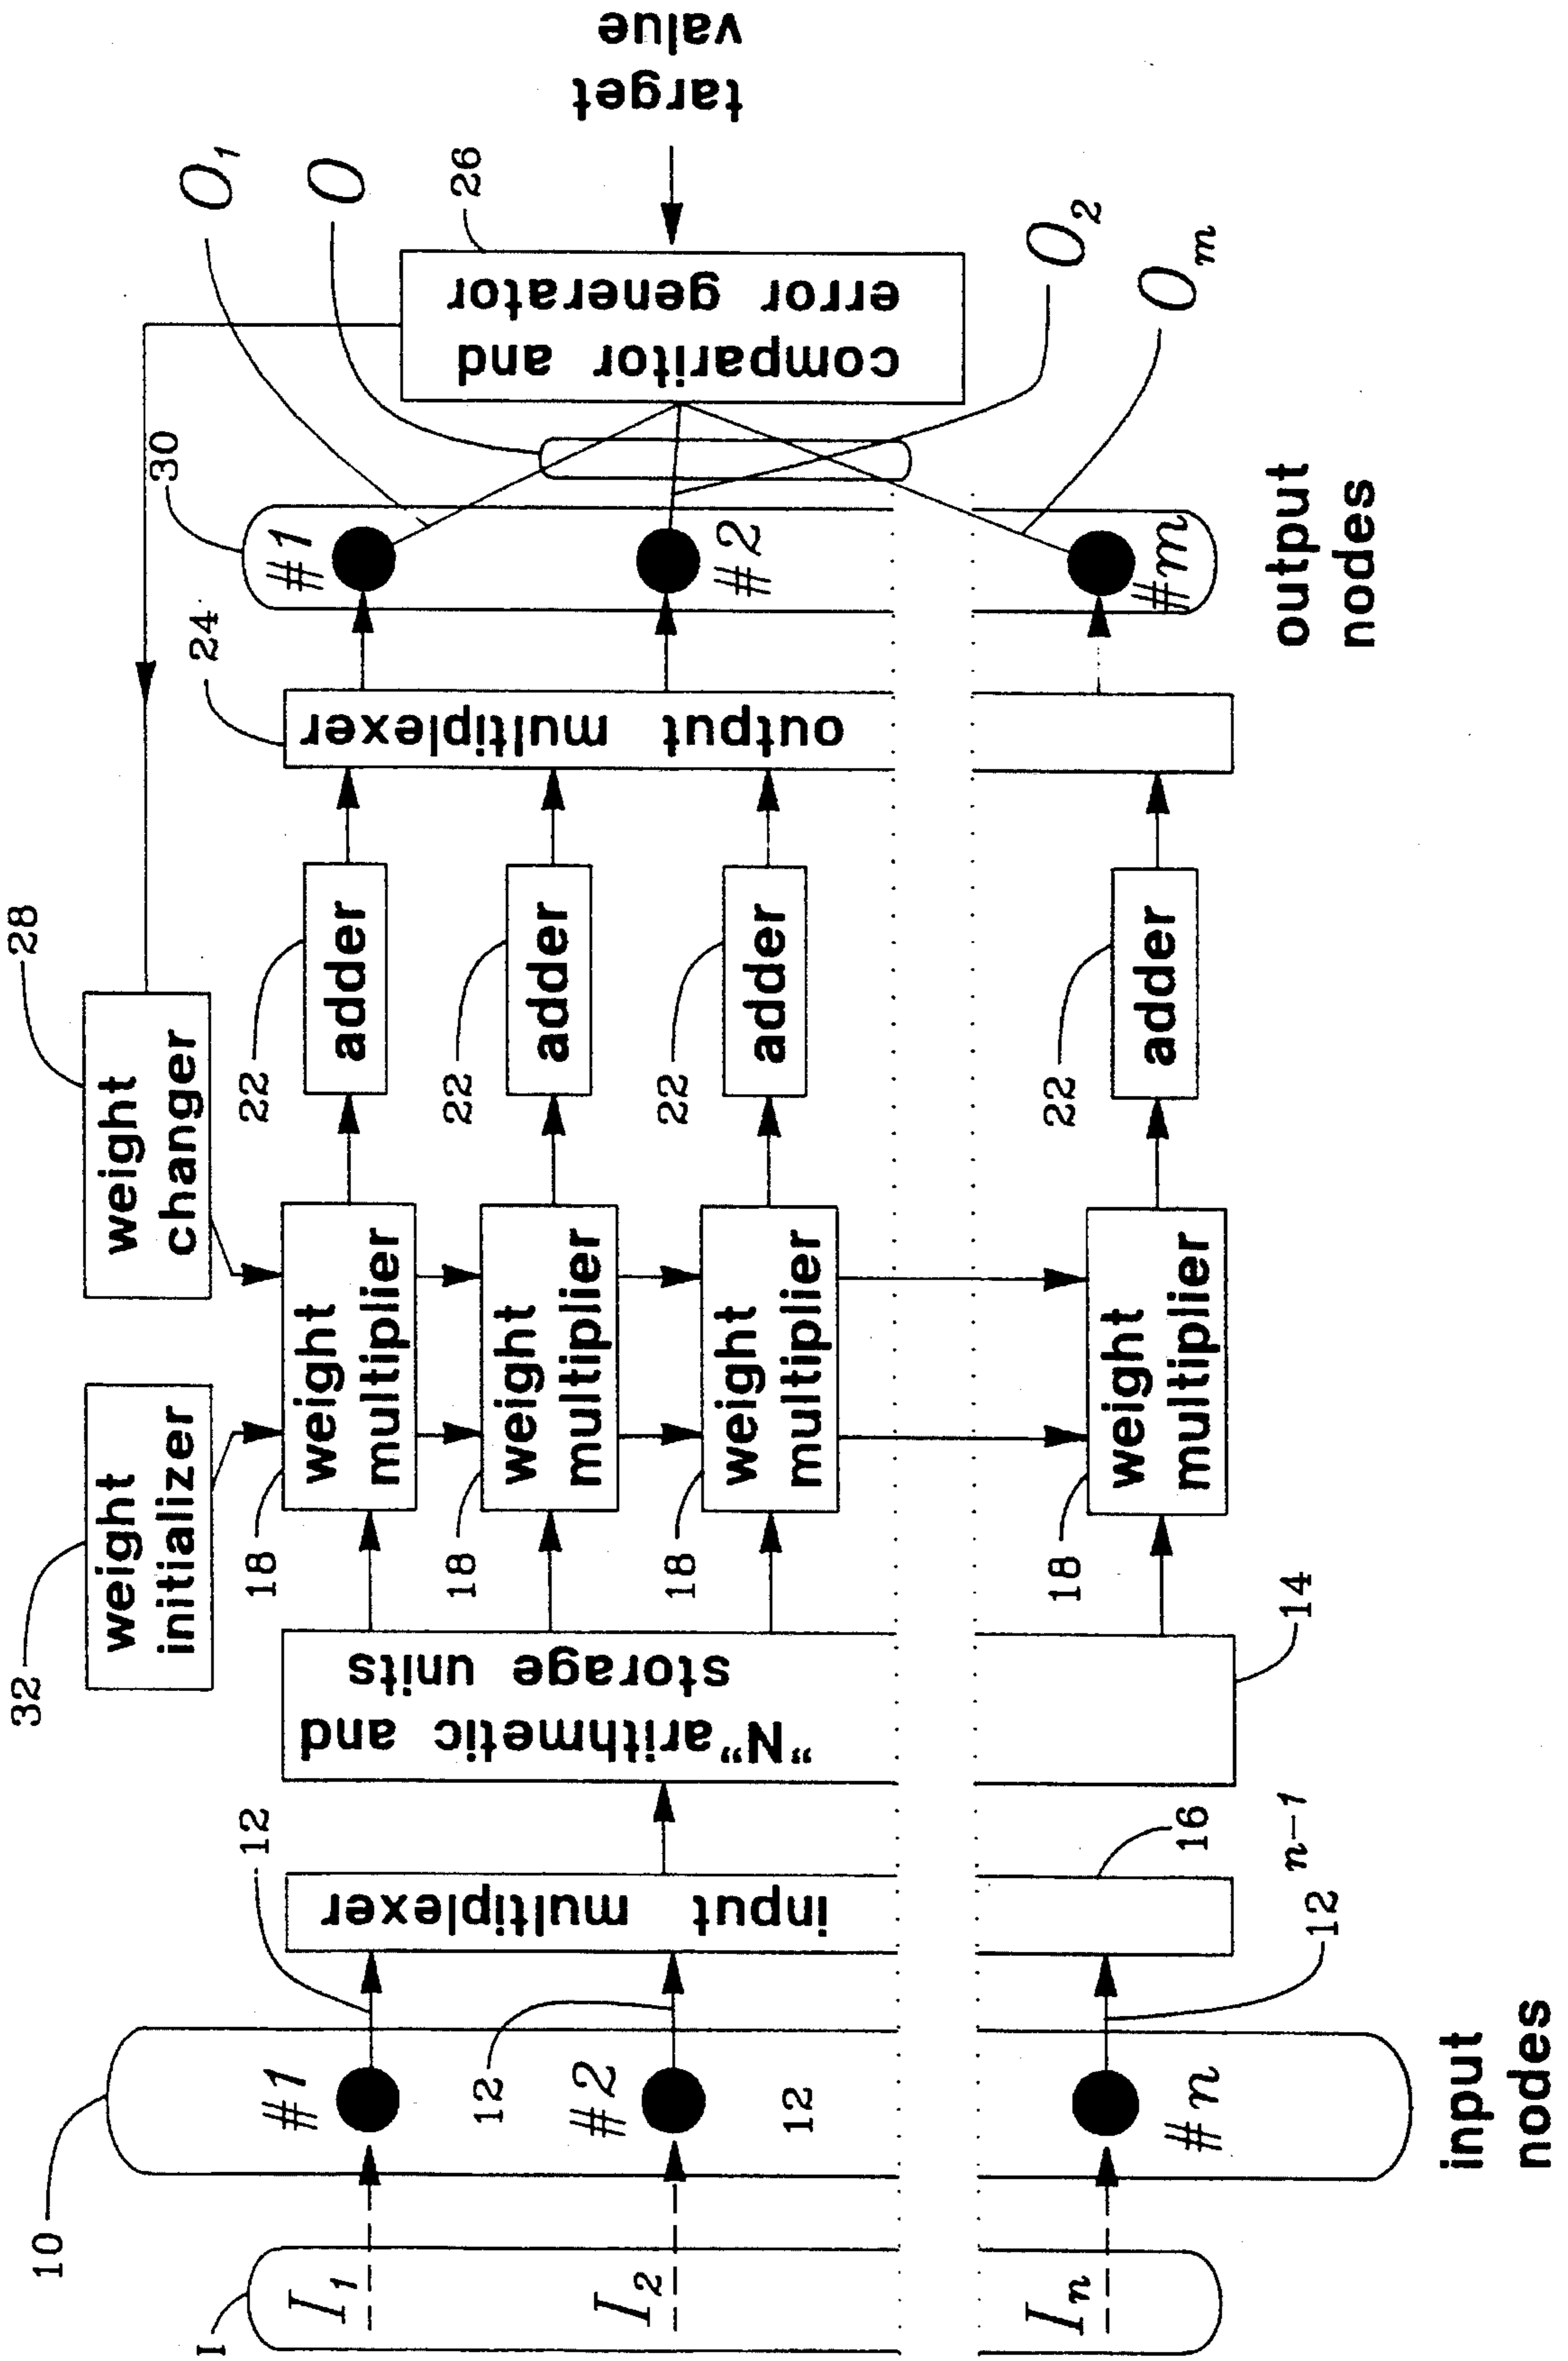 32
weight
initializer
28
weight
changer
10
I
I1
I2
In
#1
12
12
#2
12
#n
12 n-1
input
nodes
input multiplexer
16
"N" arithmetic and
storage units
14
18
weight
multiplier
22
adder
18
weight
multiplier
22
adder
18
weight
multiplier
22
adder
18
weight
multiplier
22
adder
24
output multiplexer
30
#1
#2
#m
output
nodes
O1
O
O2
Om
26
comparitor and
error generator
target
value